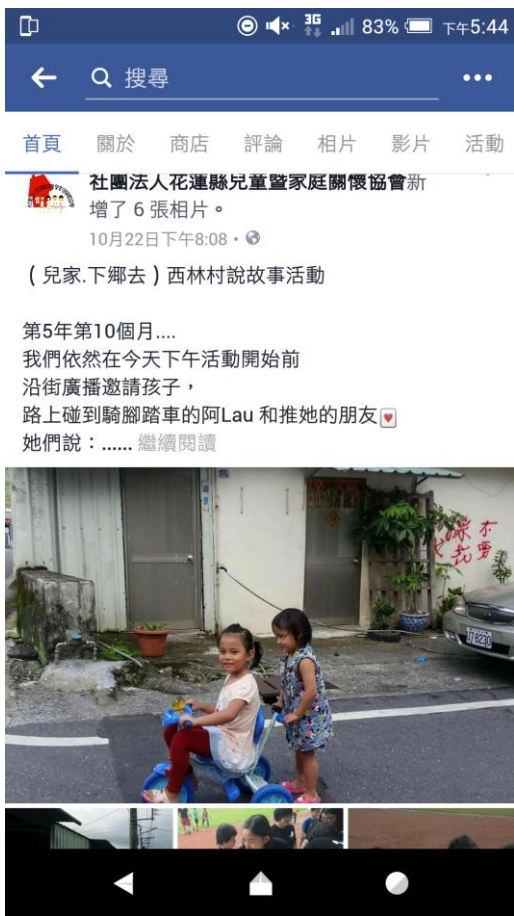 3G 83% 下午5:44
搜尋
首頁 關於 商店 評論 相片 影片 活動
社團法人花蓮縣兒童暨家庭關懷協會新
增了 6 張相片。
10月22日下午8:08
( 兒家.下鄉去 ) 西林村說故事活動
第5年第10個月....
我們依然在今天下午活動開始前
沿街廣播邀請孩子，
路上碰到騎腳踏車的阿Lau 和推她的朋友
她們說：...... 繼續閱讀